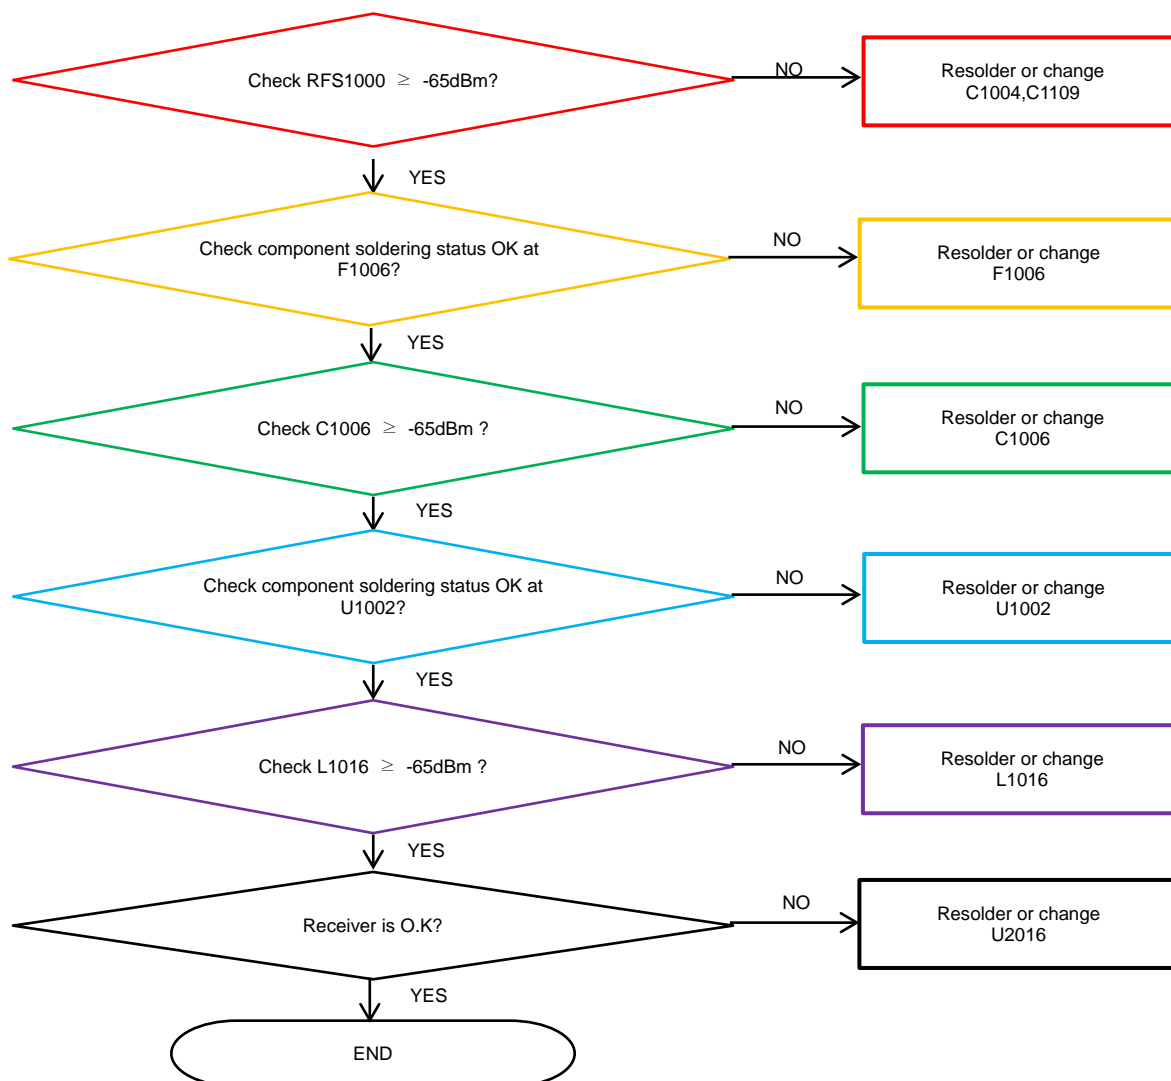 Check RFS1000 ≥ -65dBm?
NO
Resolder or change
C1004,C1109
YES
Check component soldering status OK at
F1006?
NO
Resolder or change
F1006
YES
Check C1006 ≥ -65dBm ?
NO
Resolder or change
C1006
YES
Check component soldering status OK at
U1002?
NO
Resolder or change
U1002
YES
Check L1016 ≥ -65dBm ?
NO
Resolder or change
L1016
YES
Receiver is O.K?
NO
Resolder or change
U2016
YES
END